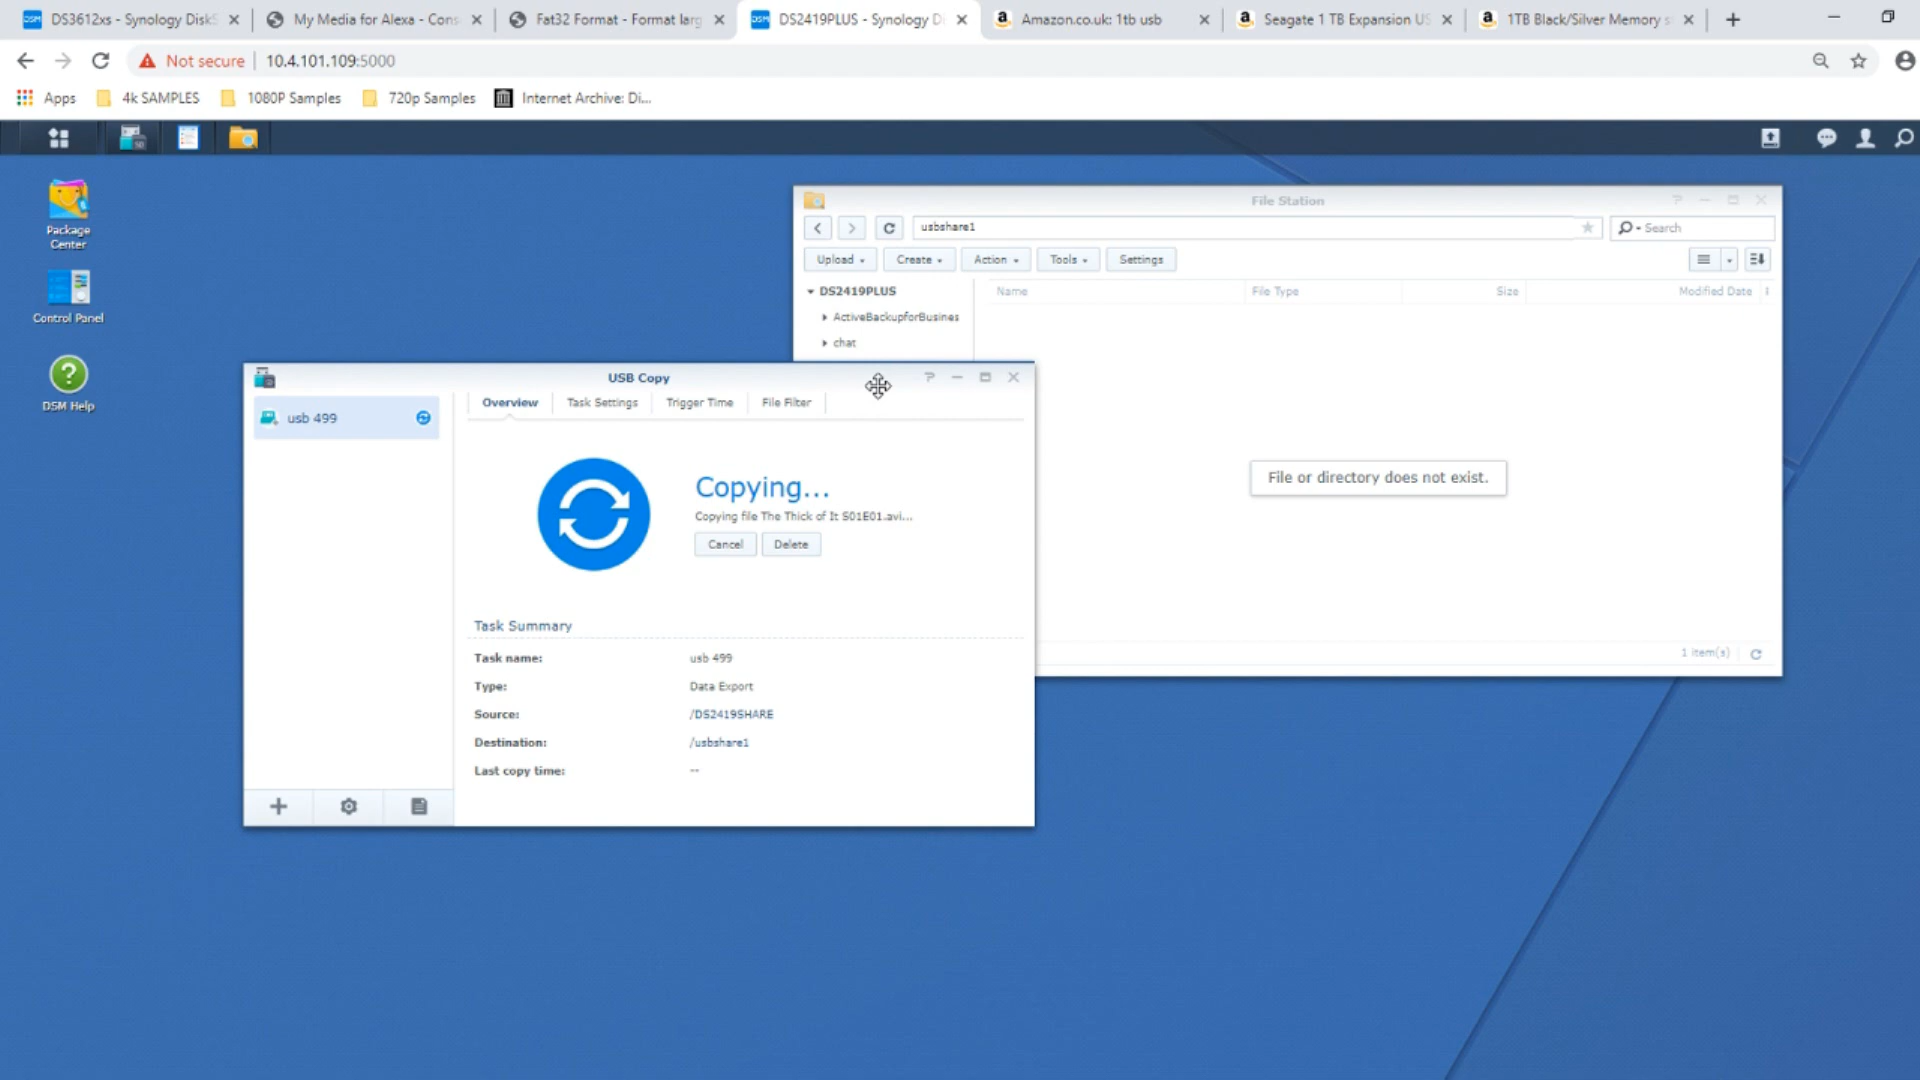 DS3612xs - Synology DiskS
My Media for Alexa - Cons
Fat32 Format - Format larg
DS2419PLUS - Synology Di
Amazon.co.uk: 1tb usb
Seagate 1 TB Expansion US
1TB Black/Silver Memory s
Not secure
10.4.101.109:5000
Apps
4k SAMPLES
1080P Samples
720p Samples
Internet Archive: Di...
Package
Center
Control Panel
DSM Help
File Station
usbshare1
Search
Upload
Create
Action
Tools
Settings
DS2419PLUS
Name
File Type
Size
Modified Date
ActiveBackupforBusines
chat
File or directory does not exist.
1 item(s)
USB Copy
usb 499
Overview
Task Settings
Trigger Time
File Filter
Copying...
Copying file The Thick of It S01E01.avi...
Cancel
Delete
Task Summary
Task name:
usb 499
Type:
Data Export
Source:
/DS2419SHARE
Destination:
/usbshare1
Last copy time:
--